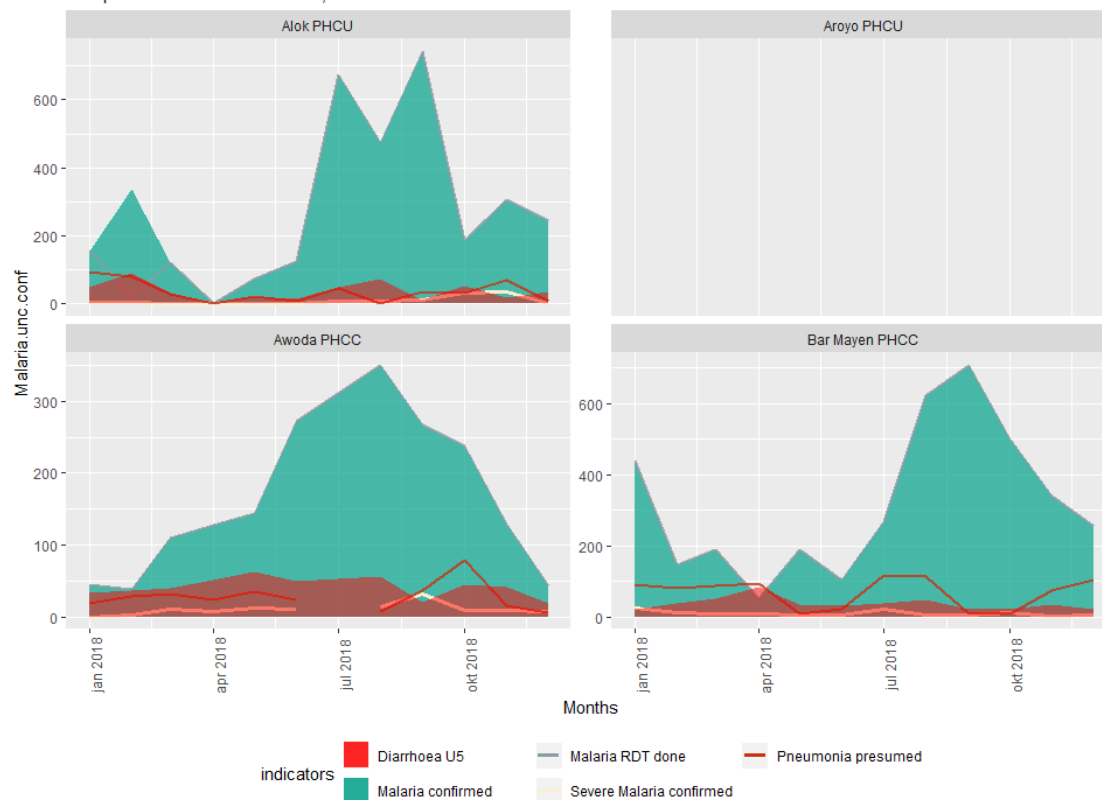 Alok PHCU
Aroyo PHCU
600
400
200
0
Awoda PHCC
Bar Mayen PHCC
Malaria.unc.conf
300
200
100
0
600
400
200
0
jan 2018
apr 2018
jul 2018
okt 2018
jan 2018
apr 2018
jul 2018
okt 2018
Months
indicators
Diarrhoea U5
Malaria RDT done
Pneumonia presumed
Malaria confirmed
Severe Malaria confirmed